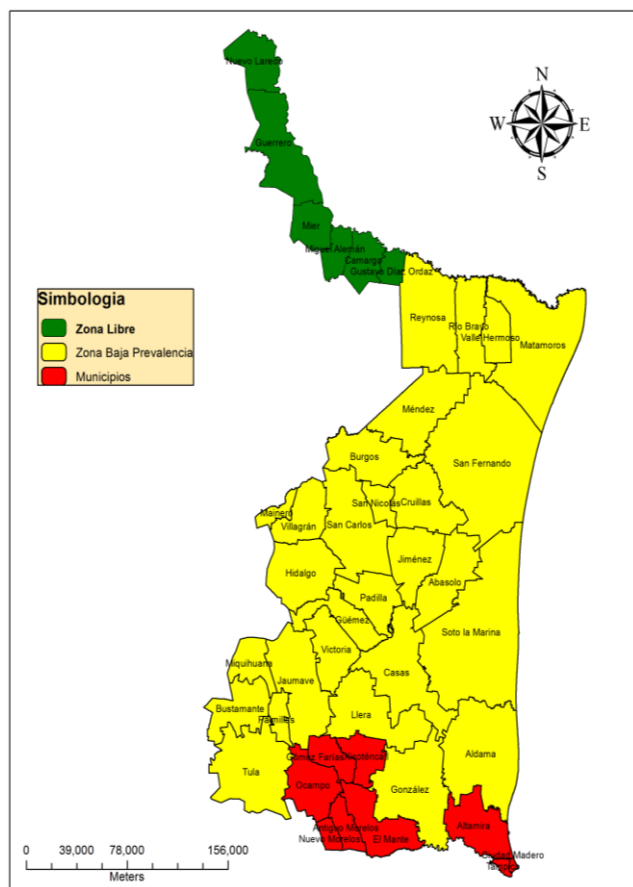 N
W E
S
Nuevo Laredo
Guerrero
Mier
Miguel Alemán
Camargo
Gustavo Díaz Ordaz
Reynosa
Río Bravo
Valle Hermoso
Matamoros
Simbologia
Zona Libre
Zona Baja Prevalencia
Municipios
Méndez
Burgos
San Fernando
San Nicolás
Cruillas
Mainero
Villagrán
San Carlos
Jiménez
Hidalgo
Abasolo
Padilla
Güémez
Soto la Marina
Victoria
Miquihuana
Casas
Jaumave
Bustamante
Palmillas
Llera
Aldama
Gómez Farías
Xicoténcatl
Tula
Ocampo
González
Altamira
Antiguo Morelos
Nuevo Morelos
El Mante
Ciudad Madero
Tampico
0 39,000 78,000 156,000
Meters